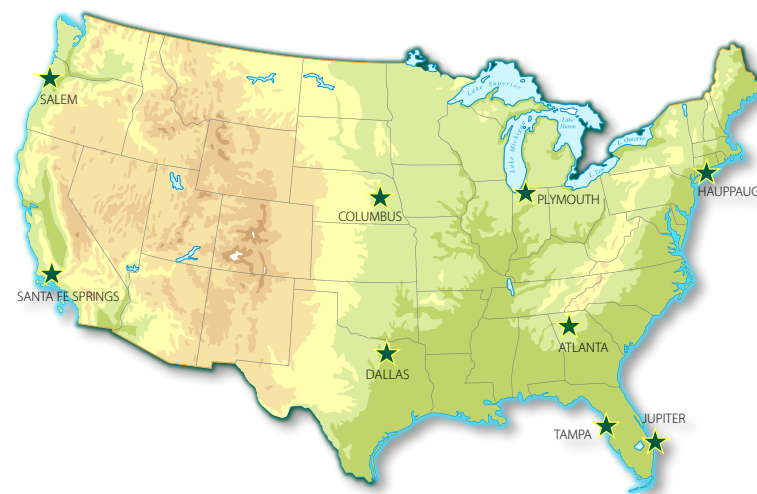 SALEM
Lake Superior
Lake
Huron
Lake Michigan
L. Ontario
L. Erie
HAUPPAUG
PLYMOUTH
COLUMBUS
SANTA FE SPRINGS
ATLANTA
DALLAS
JUPITER
TAMPA